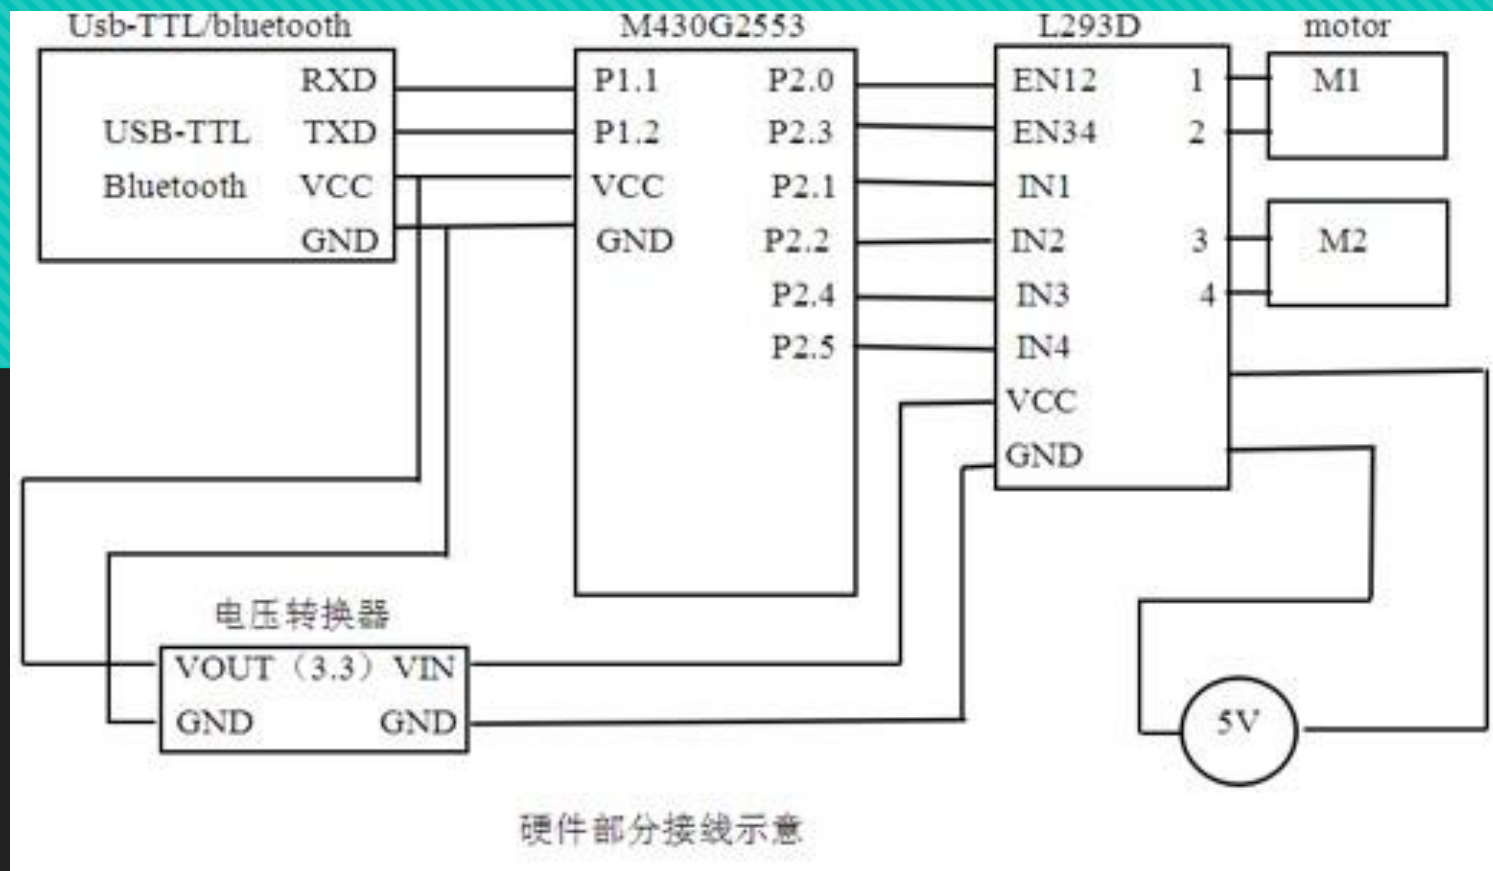 Usb-TTL/bluetooth
M430G2553
L293D
motor
RXD
USB-TTL TXD
Bluetooth VCC
GND
P1.1 P2.0
P1.2 P2.3
VCC P2.1
GND P2.2
P2.4
P2.5
EN12 1
EN34 2
IN1
IN2 3
IN3 4
IN4
VCC
GND
M1
M2
电压转换器
VOUT（3.3）VIN
GND GND
5V
硬件部分接线示意